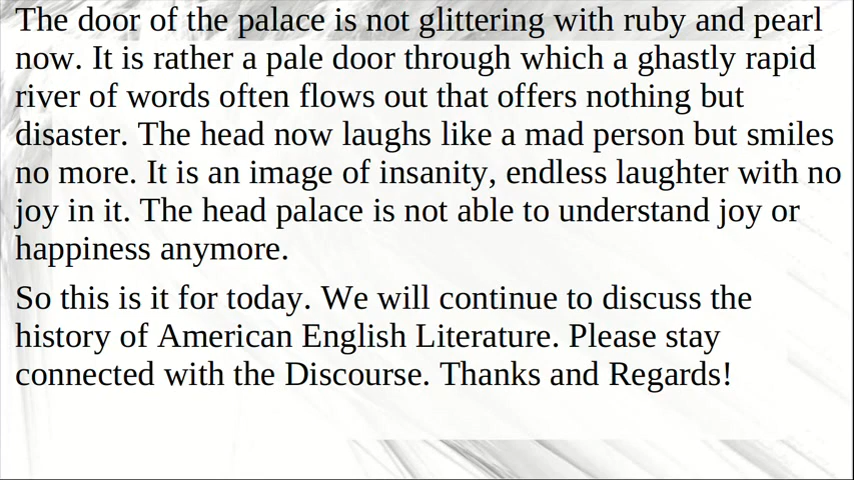 The door of the palace is not glittering with ruby and pearl
now. It is rather a pale door through which a ghastly rapid
river of words often flows out that offers nothing but
disaster. The head now laughs like a mad person but smiles
no more. It is an image of insanity, endless laughter with no
joy in it. The head palace is not able to understand joy or
happiness anymore.
So this is it for today. We will continue to discuss the
history of American English Literature. Please stay
connected with the Discourse. Thanks and Regards!